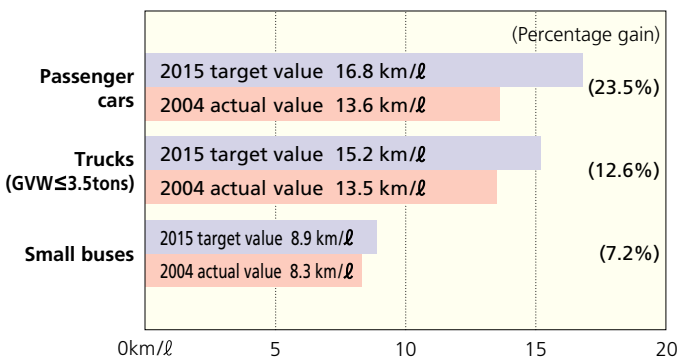 (Percentage gain)
Passenger
cars
2015 target value 16.8 km/ℓ
2004 actual value 13.6 km/ℓ
(23.5%)
Trucks
(GVW≤3.5tons)
2015 target value 15.2 km/ℓ
2004 actual value 13.5 km/ℓ
(12.6%)
Small buses
2015 target value 8.9 km/ℓ
2004 actual value 8.3 km/ℓ
(7.2%)
0km/ℓ 5 10 15 20